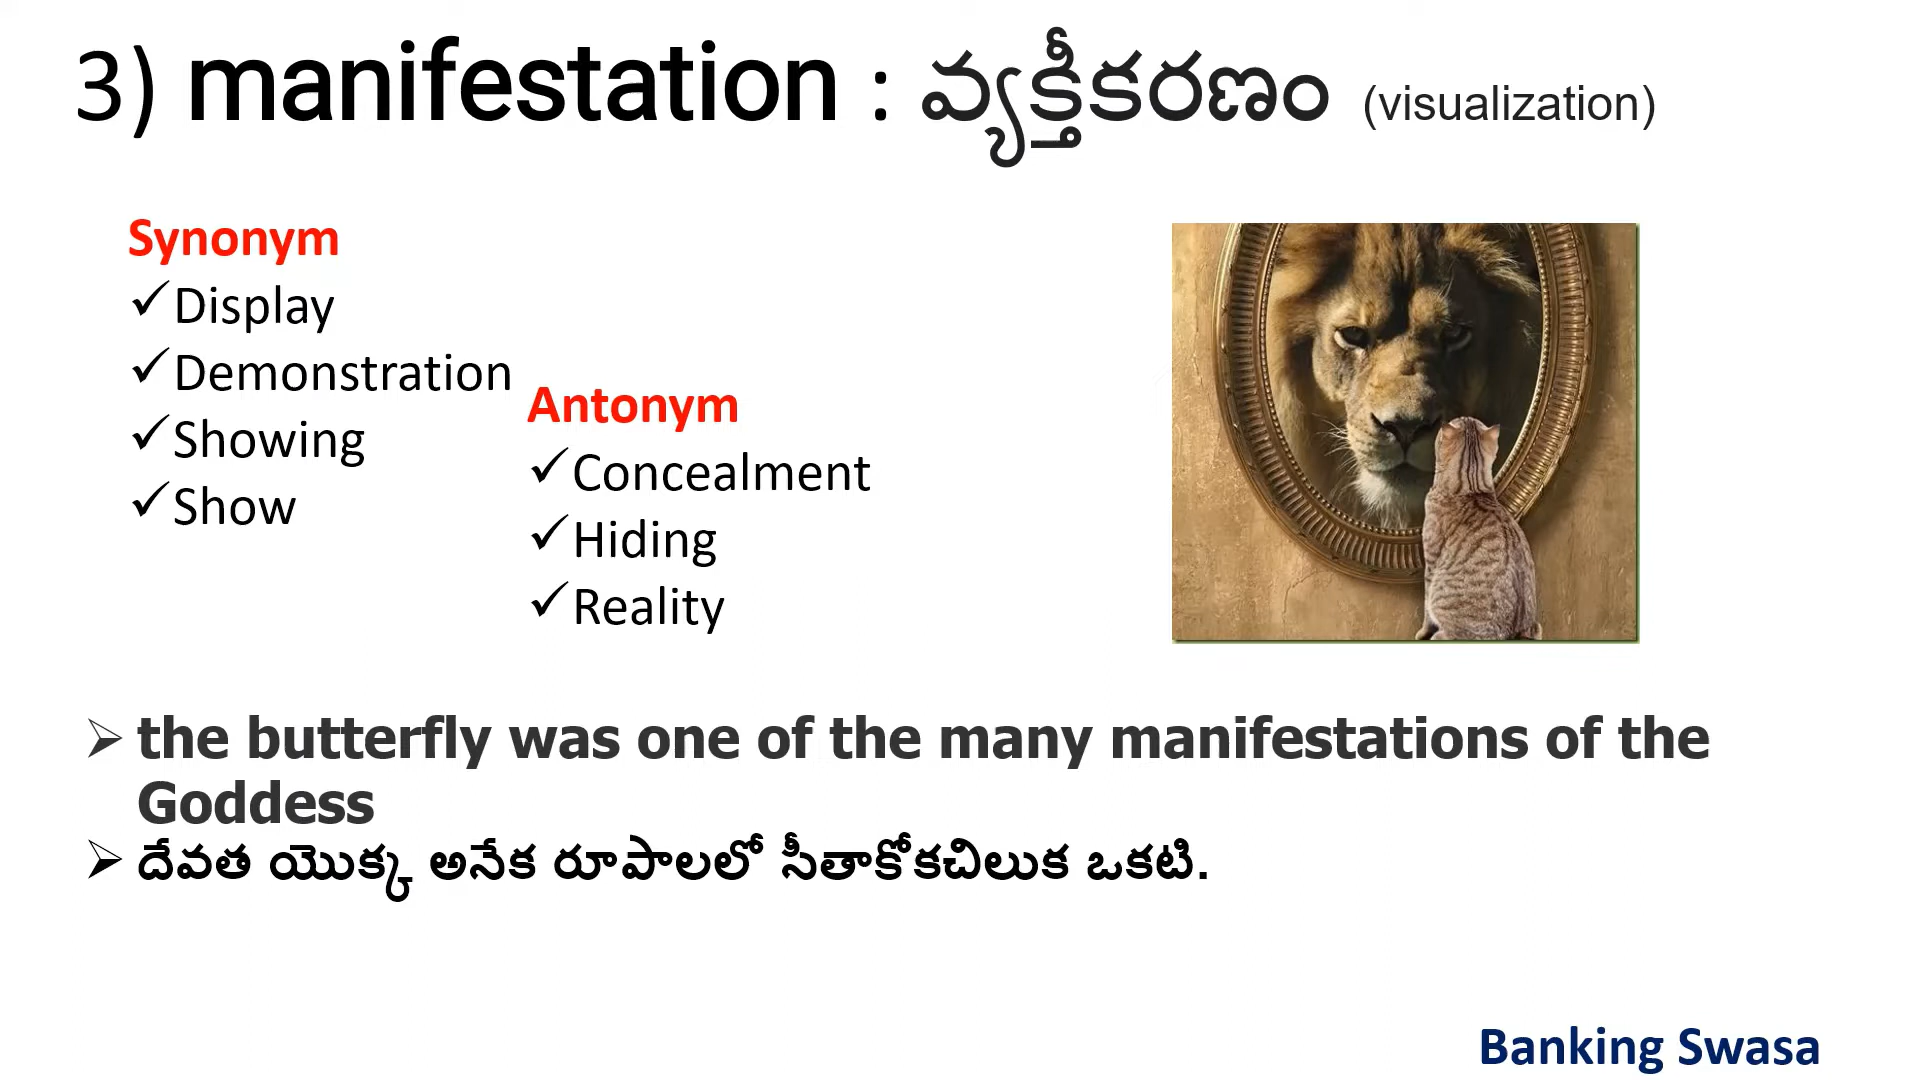 3) manifestation : వ్యక్తీకరణం (visualization)
Synonym
✓Display
✓Demonstration
✓Showing
✓Show
Antonym
✓Concealment
✓Hiding
✓Reality
➢ the butterfly was one of the many manifestations of the
Goddess
➢ దేవత యొక్క అనేక రూపాలలో సీతాకోకచిలుక ఒకటి.
Banking Swasa